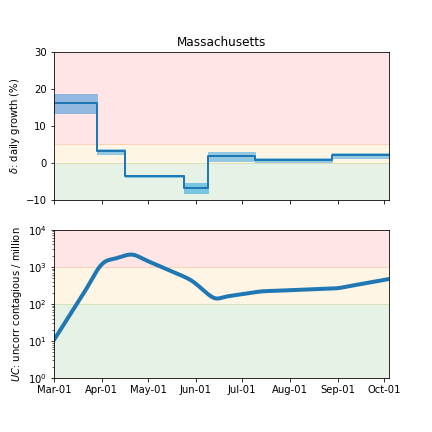 Massachusetts
δ: daily growth (%)
30
20
10
0
−10
UC: uncorr contagious / million
10⁴
10³
10²
10¹
10⁰
Mar-01 Apr-01 May-01 Jun-01 Jul-01 Aug-01 Sep-01 Oct-01